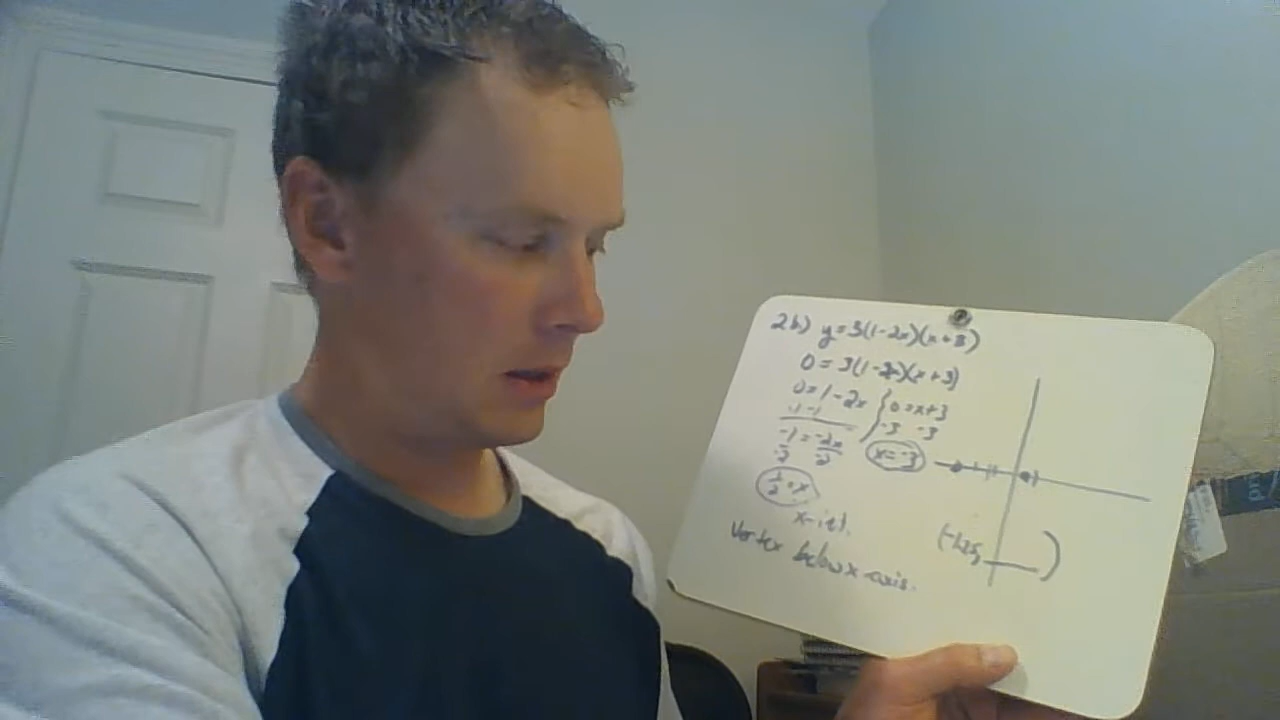 2b) y=3(1-2x)(x+3)
0=3(1-2x)(x+3)
0=1-2x
-1 -1
-1=-2x
-2 -2
1/2=x
0=x+3
-3 -3
x=-3
x-int.
Vertex below x-axis.
(-1.25, )